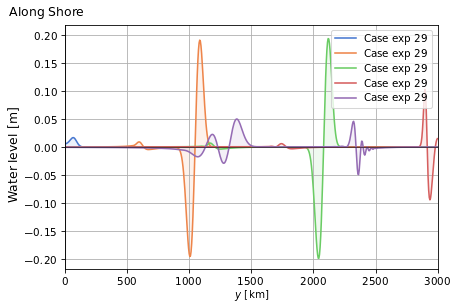 Along Shore
Water level [m]
0.20
0.15
0.10
0.05
0.00
−0.05
−0.10
−0.15
−0.20
Case exp 29
Case exp 29
Case exp 29
Case exp 29
Case exp 29
0 500 1000 1500 2000 2500 3000
y [km]